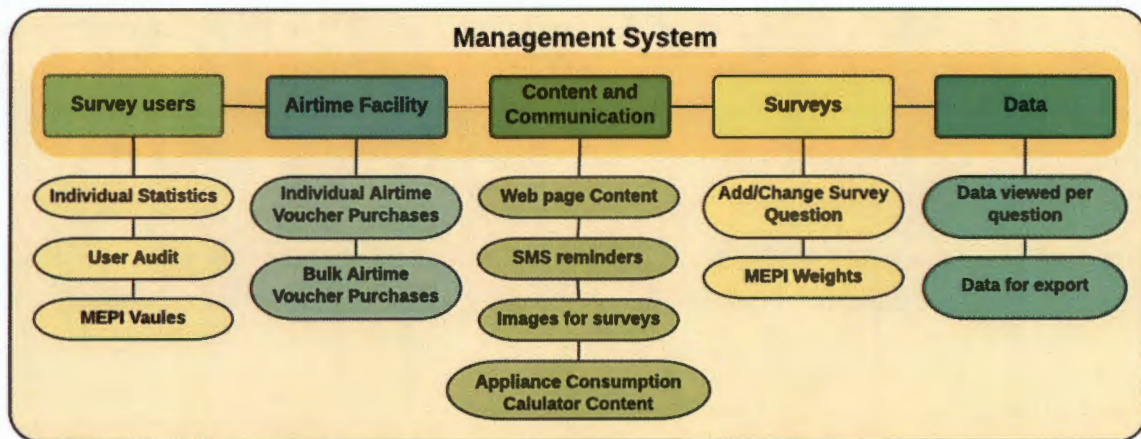 Management System
Survey users
Airtime Facility
Content and
Communication
Surveys
Data
Individual Statistics
User Audit
MEPI Vaules
Individual Airtime
Voucher Purchases
Bulk Airtime
Voucher Purchases
Web page Content
SMS reminders
Images for surveys
Appliance Consumption
Calulator Content
Add/Change Survey
Question
MEPI Weights
Data viewed per
question
Data for export